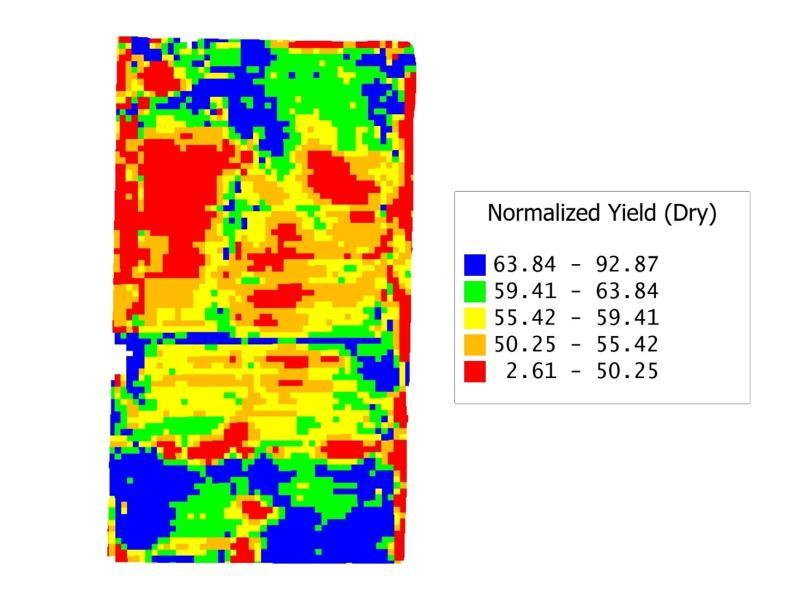 Normalized Yield (Dry)
63.84 - 92.87
59.41 - 63.84
55.42 - 59.41
50.25 - 55.42
2.61 - 50.25